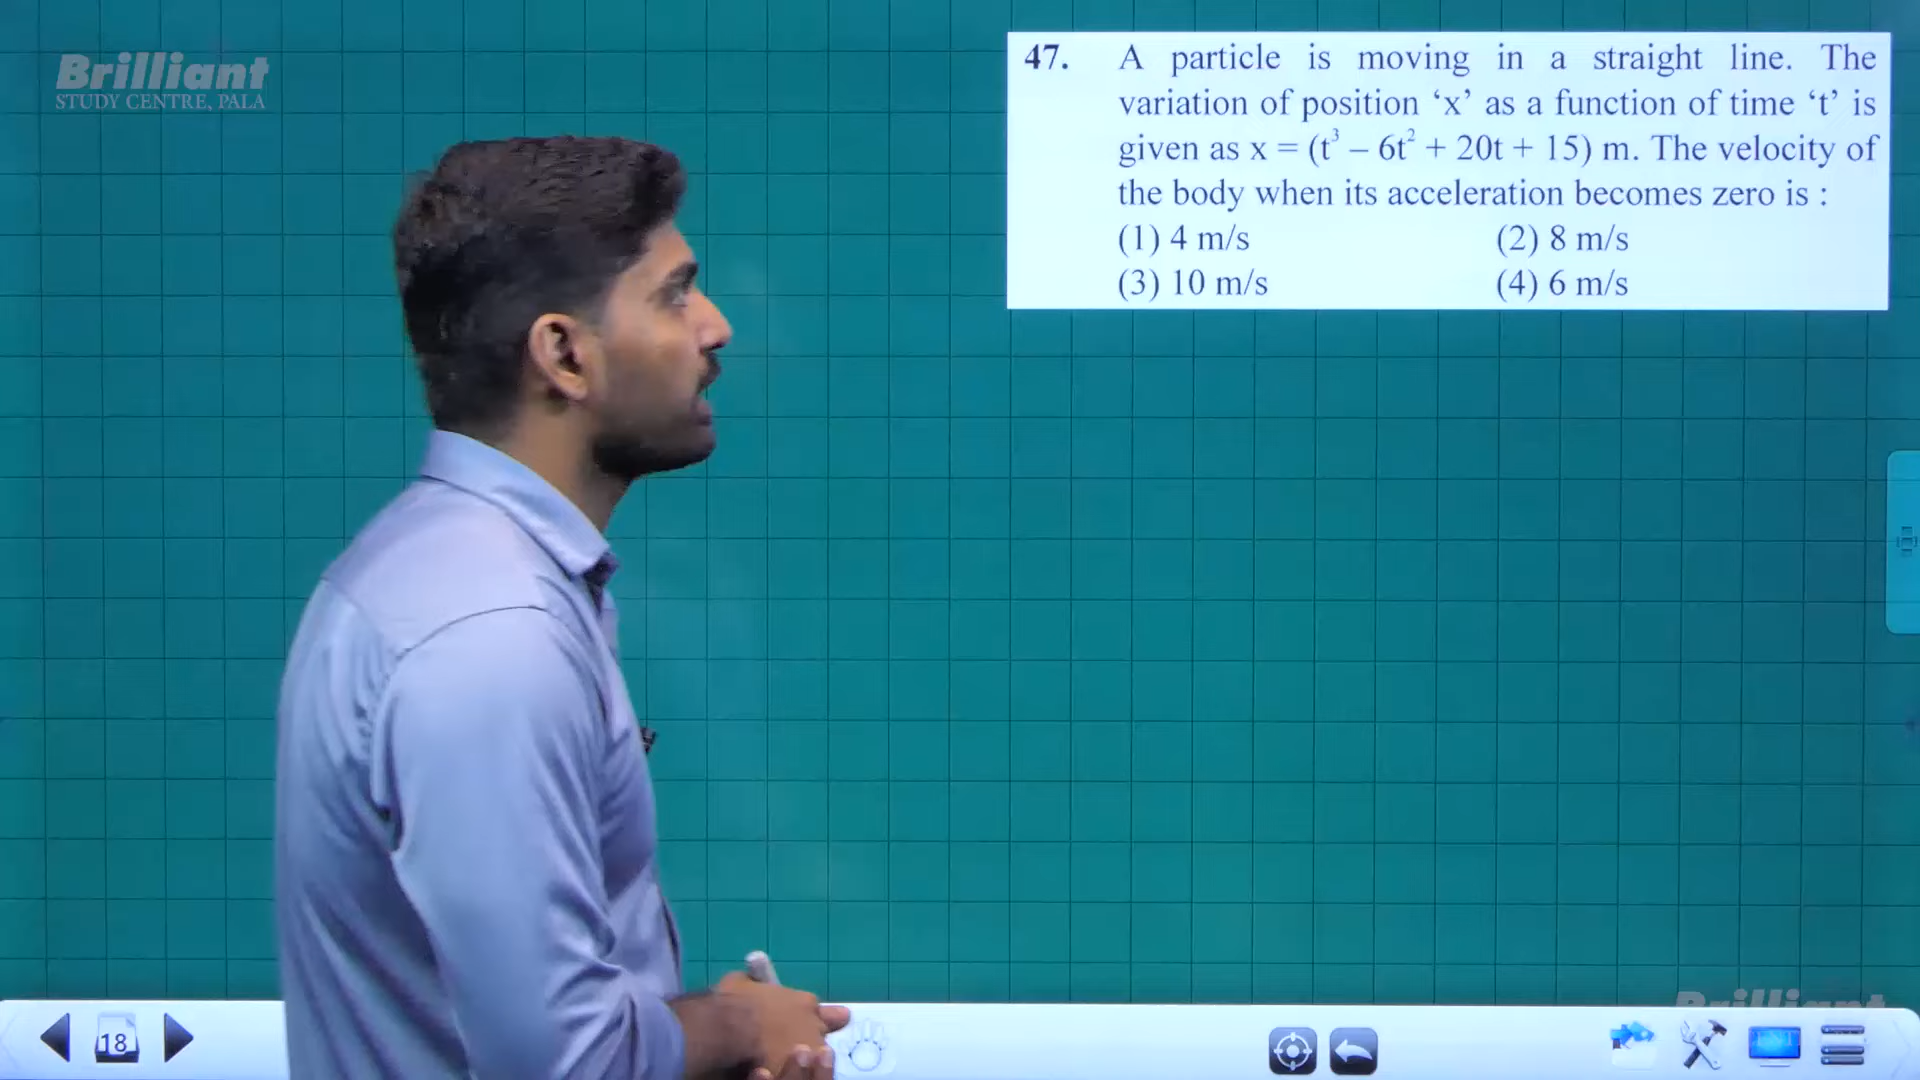 Brilliant
STUDY CENTRE, PALA
47. A particle is moving in a straight line. The
variation of position ‘x’ as a function of time ‘t’ is
given as x = (t³ – 6t² + 20t + 15) m. The velocity of
the body when its acceleration becomes zero is :
(1) 4 m/s (2) 8 m/s
(3) 10 m/s (4) 6 m/s
Brilliant
18